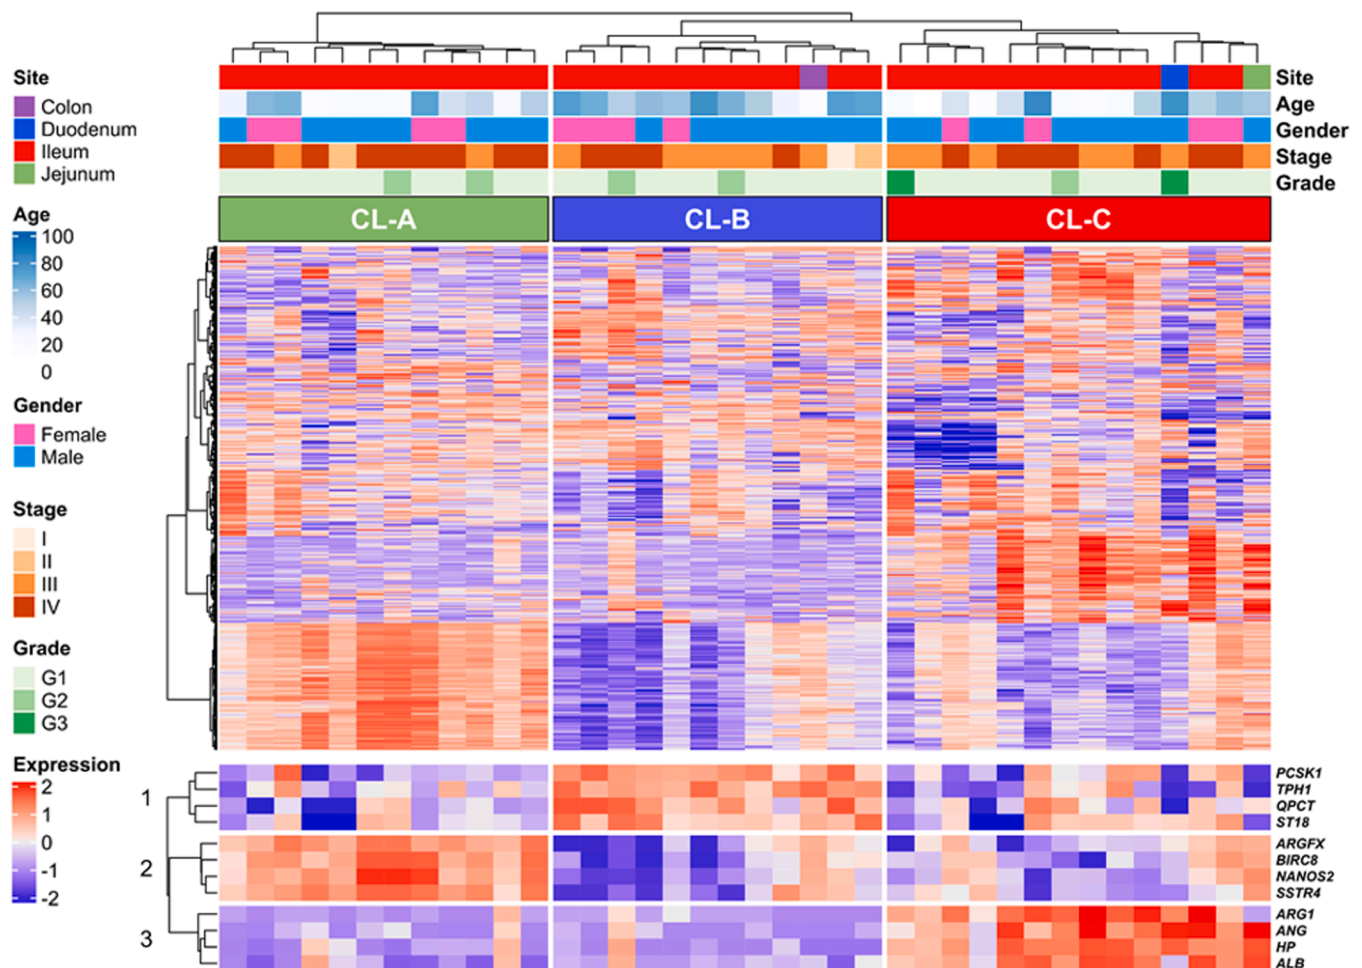 Site
Colon
Duodenum
Ileum
Jejunum
Age
100
80
60
40
20
0
Gender
Female
Male
Stage
I
II
III
IV
Grade
G1
G2
G3
Expression
2
1
0
-1
-2
Site
Age
Gender
Stage
Grade
CL-A CL-B CL-C
1
PCSK1
TPH1
QPCT
ST18
2
ARGFX
BIRC8
NANOS2
SSTR4
3
ARG1
ANG
HP
ALB